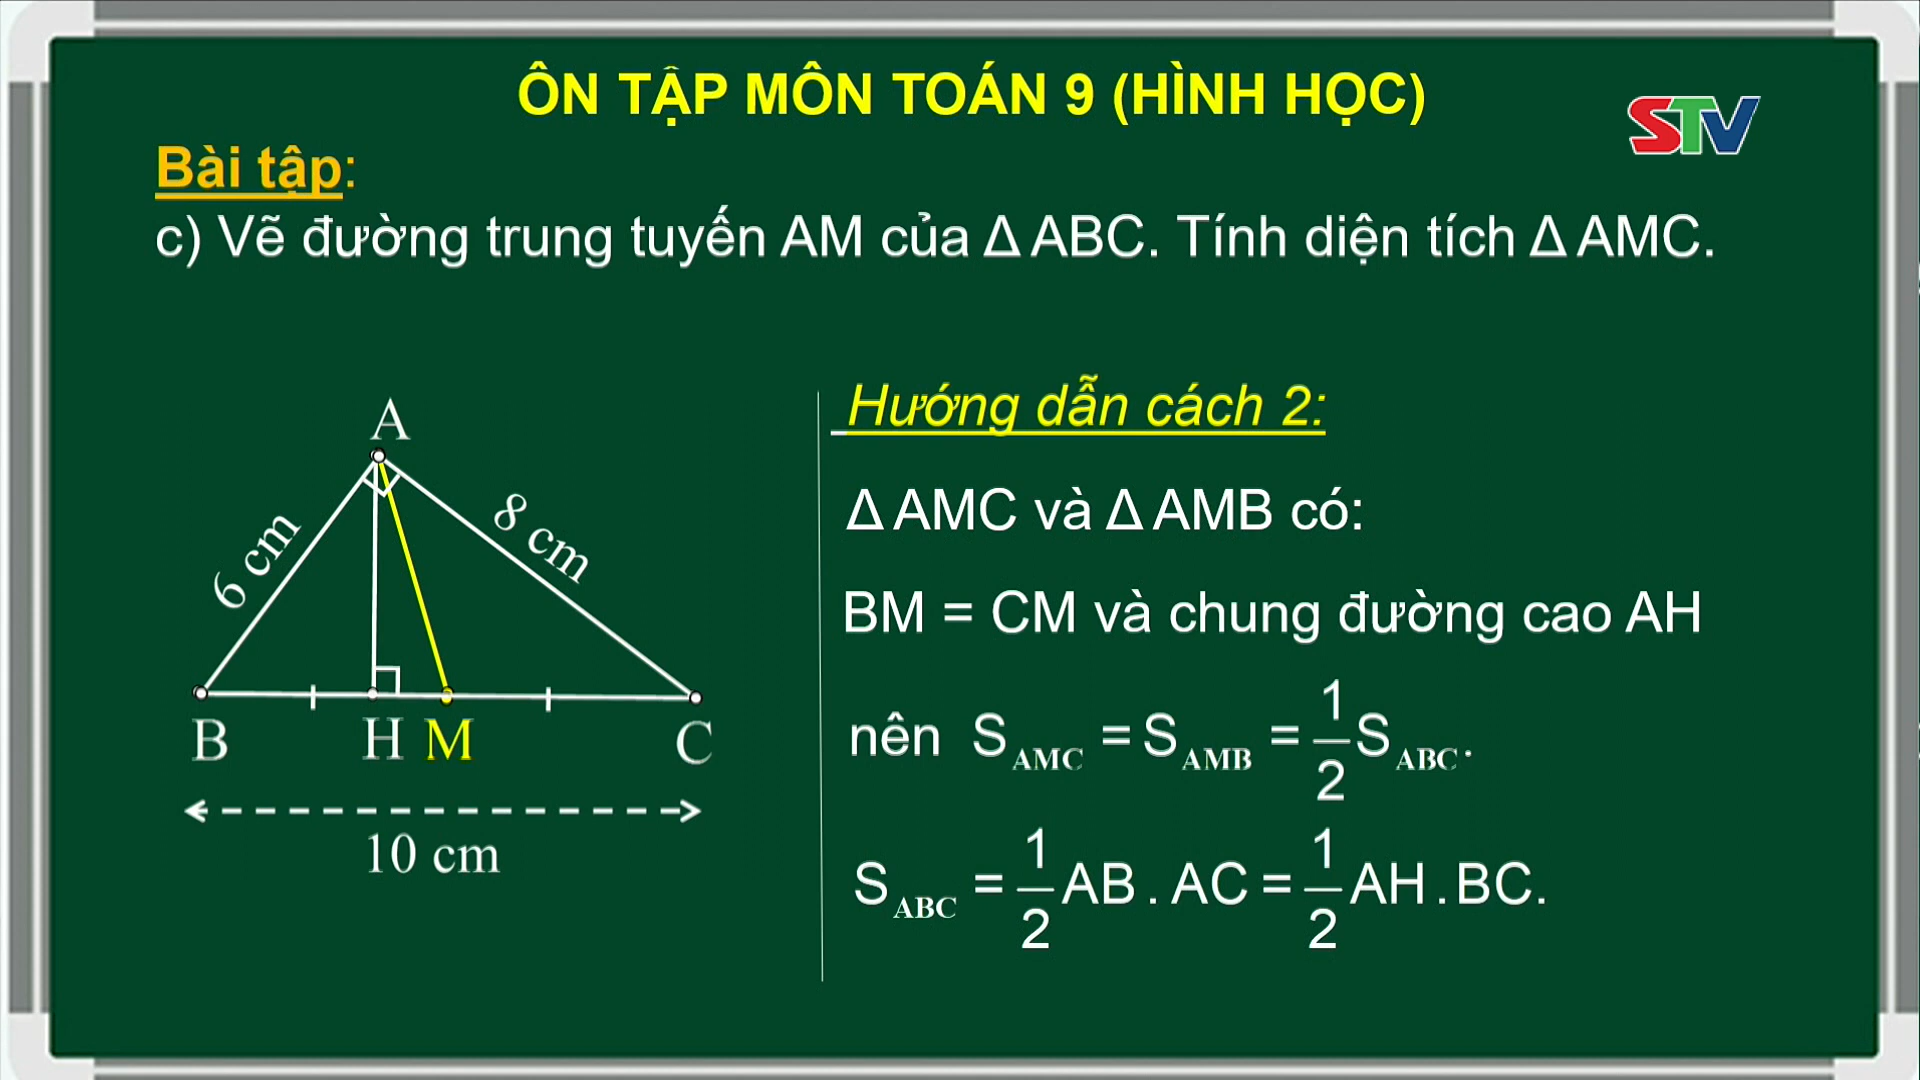 ÔN TẬP MÔN TOÁN 9 (HÌNH HỌC)
STV
Bài tập:
c) Vẽ đường trung tuyến AM của Δ ABC. Tính diện tích Δ AMC.
A
6 cm
8 cm
B H M C
10 cm
Hướng dẫn cách 2:
Δ AMC và Δ AMB có:
BM = CM và chung đường cao AH
nên S_AMC = S_AMB = 1/2 S_ABC.
S_ABC = 1/2 AB . AC = 1/2 AH . BC.